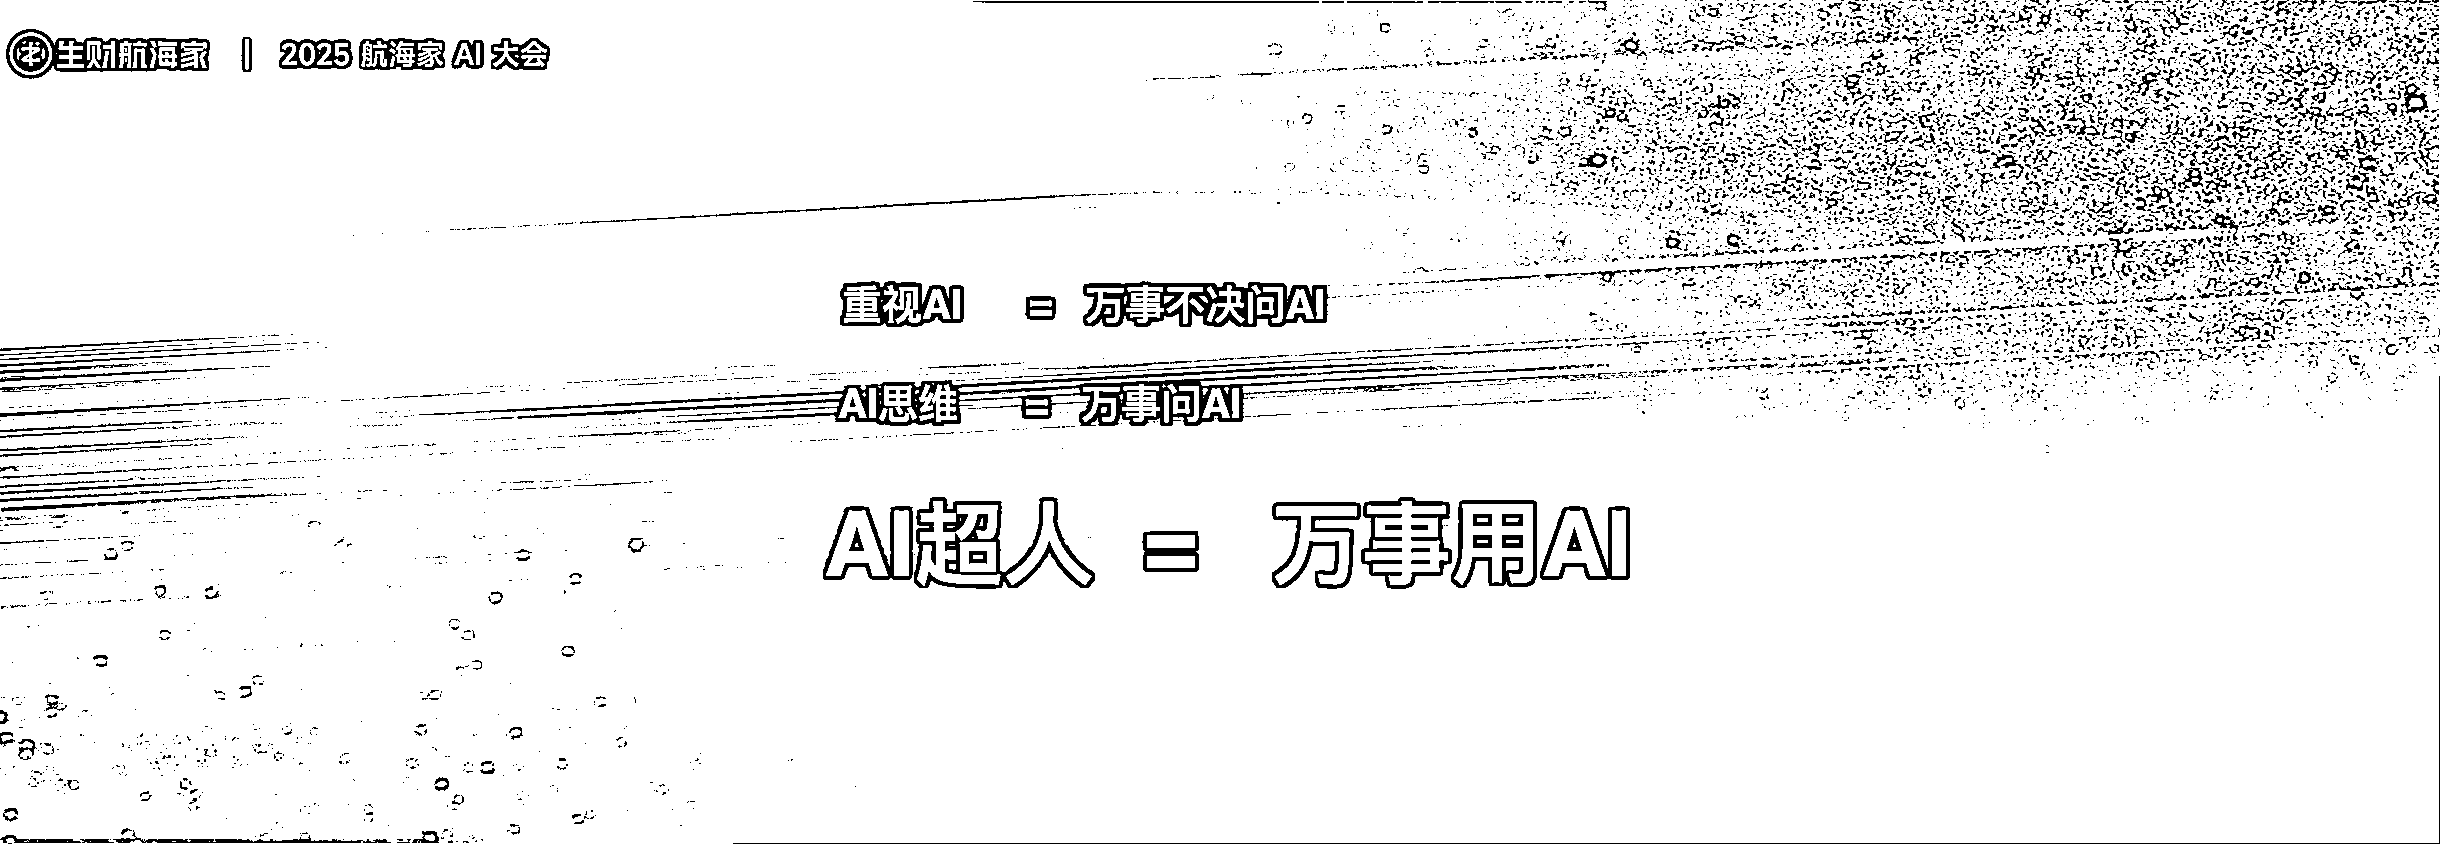 生财航海家 | 2025 航海家 AI 大会
重视AI = 万事不决问AI
AI思维 = 万事问AI
AI超人 = 万事用AI